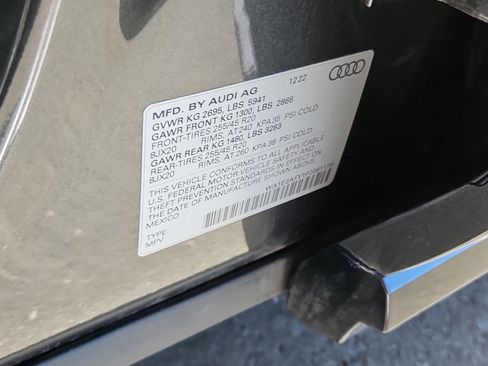 MFD. BY AUDI AG 12/22
GVWR KG 2695, LBS 5941
GAWR FRONT KG 1300, LBS 2866
FRONT-TIRES 255/45 R20
8JX20 RIMS, AT 240 KPA 35 PSI COLD
GAWR REAR KG 1480, LBS 3263
REAR-TIRES 255/45 R20
8JX20 RIMS, AT 260 KPA 38 PSI COLD
THIS VEHICLE CONFORMS TO ALL APPLICABLE
U.S. FEDERAL MOTOR VEHICLE SAFETY AND
THEFT PREVENTION STANDARDS IN EFFECT ON
THE DATE OF MANUFACTURE SHOWN ABOVE
MEXICO
TYPE:
MPV